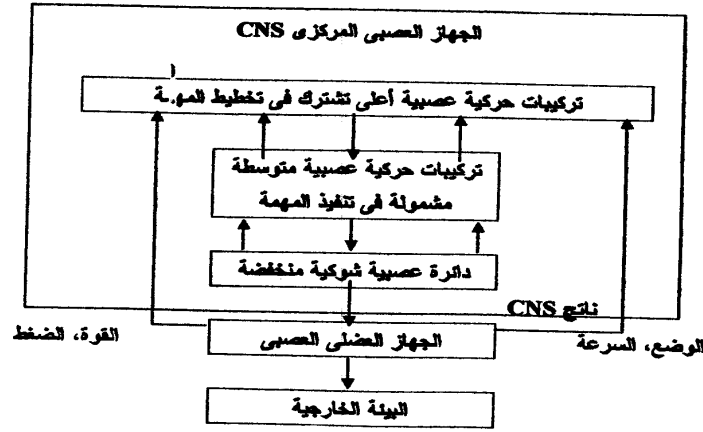 الجهاز العصبى المركزى CNS
تركيبات حركية عصبية أعلى تشترك فى تخطيط المهمة
تركيبات حركية عصبية متوسطة
مشمولة فى تنفيذ المهمة
دائرة عصبية شوكية منخفضة
ناتج CNS
القوة، الضغط
الجهاز العضلى العصبى
الوضع، السرعة
البيئة الخارجية